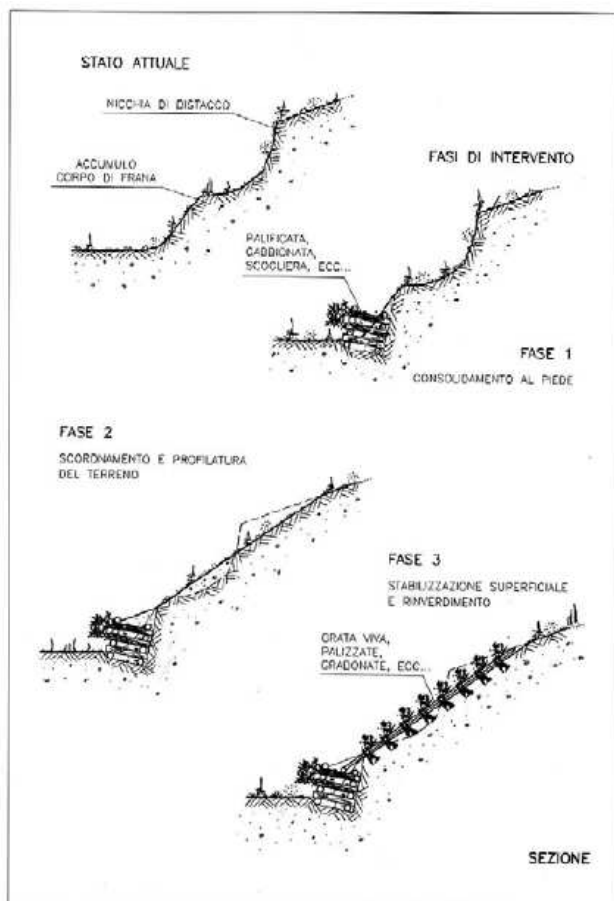 STATO ATTUALE
NICCHIA DI DISTACCO
ACCUMULO
CORPO DI FRANA
FASI DI INTERVENTO
PALIFICATA,
GABBIONATA,
SCOGLIERA, ECC...
FASE 1
CONSOLIDAMENTO AL PIEDE
FASE 2
SCORONAMENTO E PROFILATURA
DEL TERRENO
FASE 3
STABILIZZAZIONE SUPERFICIALE
E RINVERDIMENTO
GRATA VIVA,
PALIZZATE,
GRADONATE, ECC...
SEZIONE